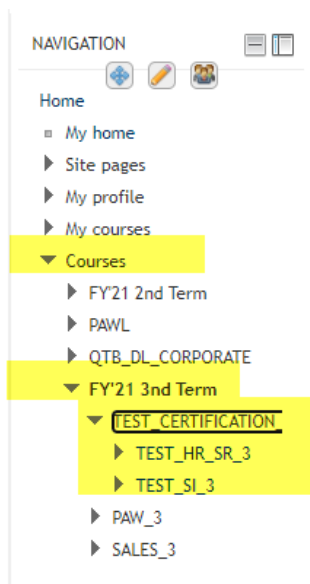 NAVIGATION
Home
My home
Site pages
My profile
My courses
Courses
FY'21 2nd Term
PAWL
QTB_DL_CORPORATE
FY'21 3nd Term
TEST_CERTIFICATION_
TEST_HR_SR_3
TEST_SI_3
PAW_3
SALES_3